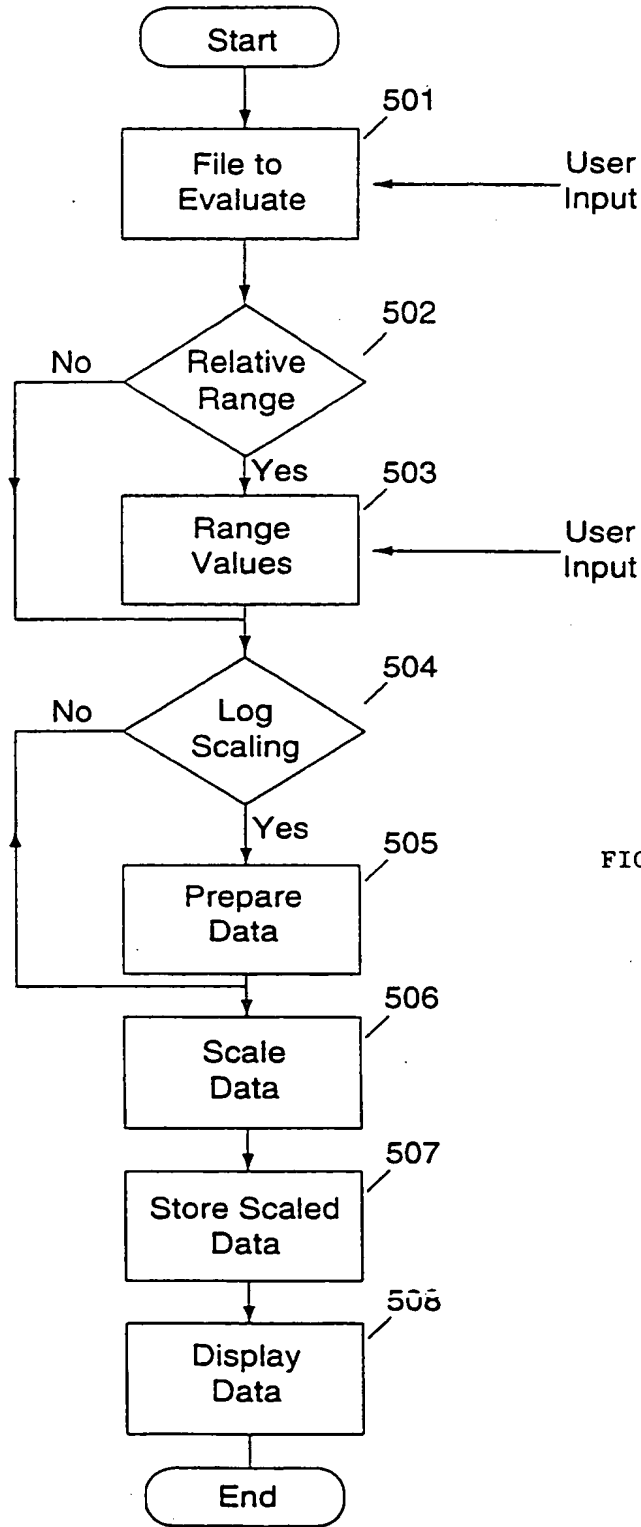 Start
501
File to
Evaluate
User
Input
502
No
Relative
Range
Yes
503
Range
Values
User
Input
504
No
Log
Scaling
Yes
505
Prepare
Data
FIG
506
Scale
Data
507
Store Scaled
Data
508
Display
Data
End